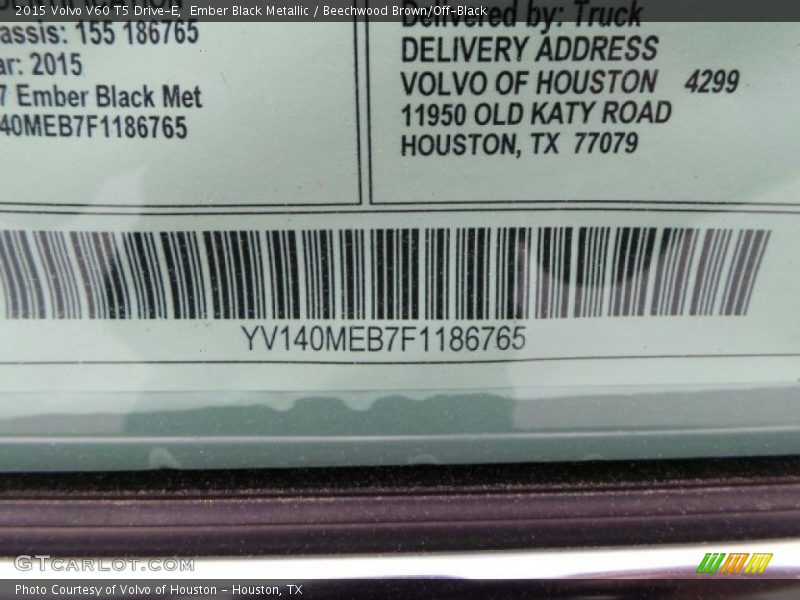 2015 Volvo V60 T5 Drive-E, Ember Black Metallic / Beechwood Brown/Off-Black
assis: 155 186765
ar: 2015
7 Ember Black Met
40MEB7F1186765
Delivered by: Truck
DELIVERY ADDRESS
VOLVO OF HOUSTON 4299
11950 OLD KATY ROAD
HOUSTON, TX 77079
YV140MEB7F1186765
GTCARLOT.COM
Photo Courtesy of Volvo of Houston - Houston, TX